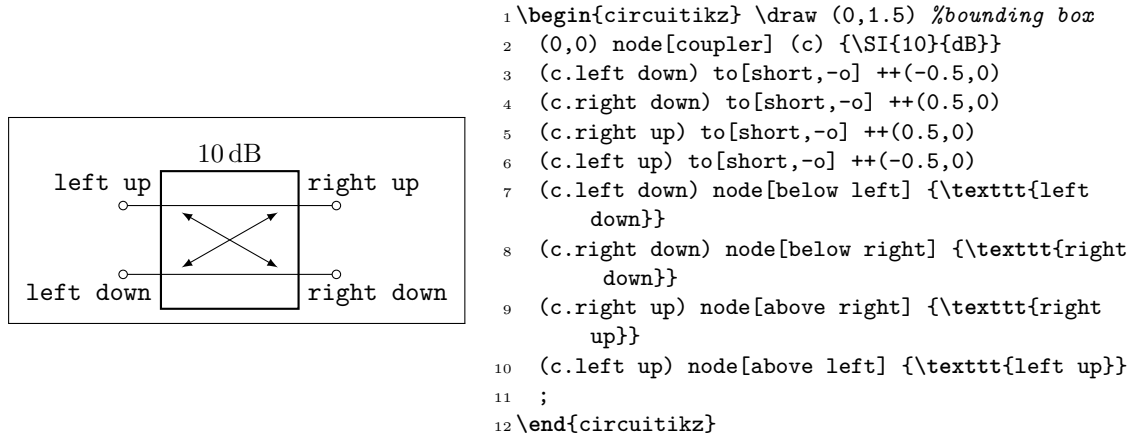 10 dB
left up
right up
left down
right down
1 \begin{circuitikz} \draw (0,1.5) %bounding box
2 (0,0) node[coupler] (c) {\SI{10}{dB}}
3 (c.left down) to[short,-o] ++(-0.5,0)
4 (c.right down) to[short,-o] ++(0.5,0)
5 (c.right up) to[short,-o] ++(0.5,0)
6 (c.left up) to[short,-o] ++(-0.5,0)
7 (c.left down) node[below left] {\texttt{left
down}}
8 (c.right down) node[below right] {\texttt{right
down}}
9 (c.right up) node[above right] {\texttt{right
up}}
10 (c.left up) node[above left] {\texttt{left up}}
11 ;
12 \end{circuitikz}